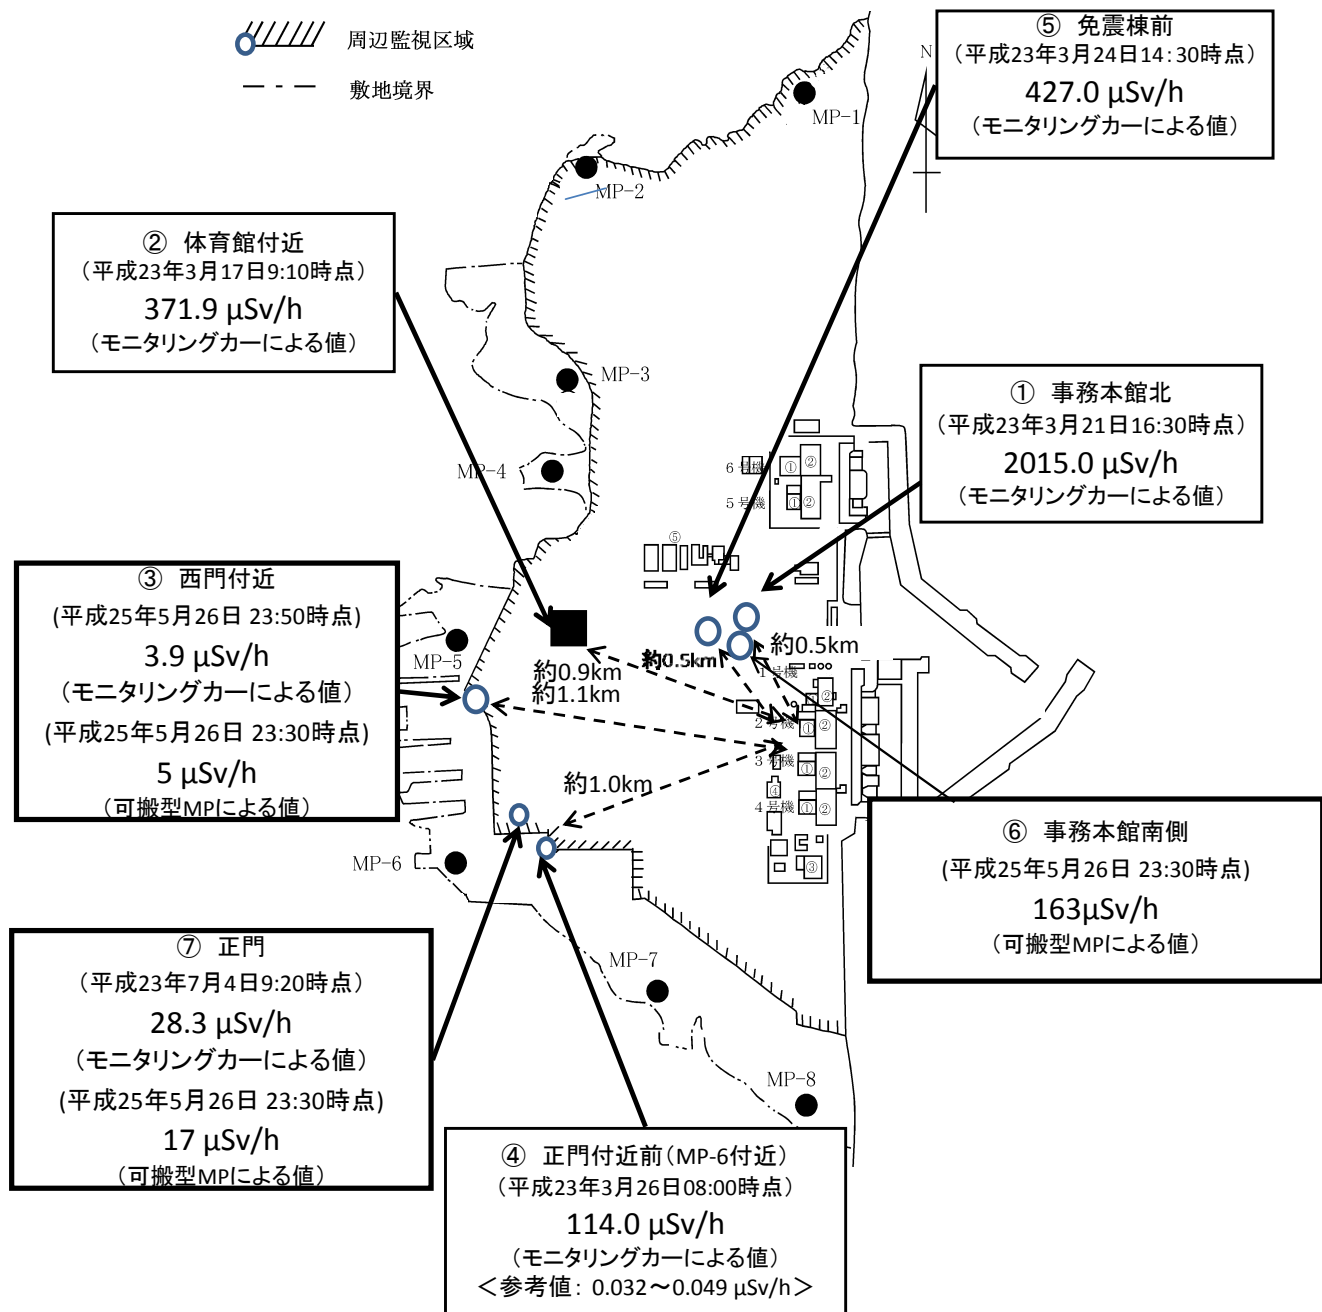 周辺監視区域
敷地境界
⑤ 免震棟前
（平成23年3月24日14:30時点）
427.0 μSv/h
（モニタリングカーによる値）
N
MP-1
MP-2
② 体育館付近
（平成23年3月17日9:10時点）
371.9 μSv/h
（モニタリングカーによる値）
MP-3
① 事務本館北
（平成23年3月21日16:30時点）
2015.0 μSv/h
（モニタリングカーによる値）
MP-4
6号機
①
②
5号機
①
②
⑤
③ 西門付近
(平成25年5月26日 23:50時点)
3.9 μSv/h
（モニタリングカーによる値）
(平成25年5月26日 23:30時点)
5 μSv/h
（可搬型MPによる値）
MP-5
約0.9km
約1.1km
約0.5km
約0.5km
1号機
②
2号機
①
②
3号機
①
②
④
4号機
①
②
③
約1.0km
MP-6
⑥ 事務本館南側
(平成25年5月26日 23:30時点)
163μSv/h
（可搬型MPによる値）
⑦ 正門
（平成23年7月4日9:20時点）
28.3 μSv/h
（モニタリングカーによる値）
(平成25年5月26日 23:30時点)
17 μSv/h
（可搬型MPによる値）
MP-7
MP-8
④ 正門付近前（MP-6付近）
（平成23年3月26日08:00時点）
114.0 μSv/h
（モニタリングカーによる値）
＜参考値: 0.032～0.049 μSv/h＞